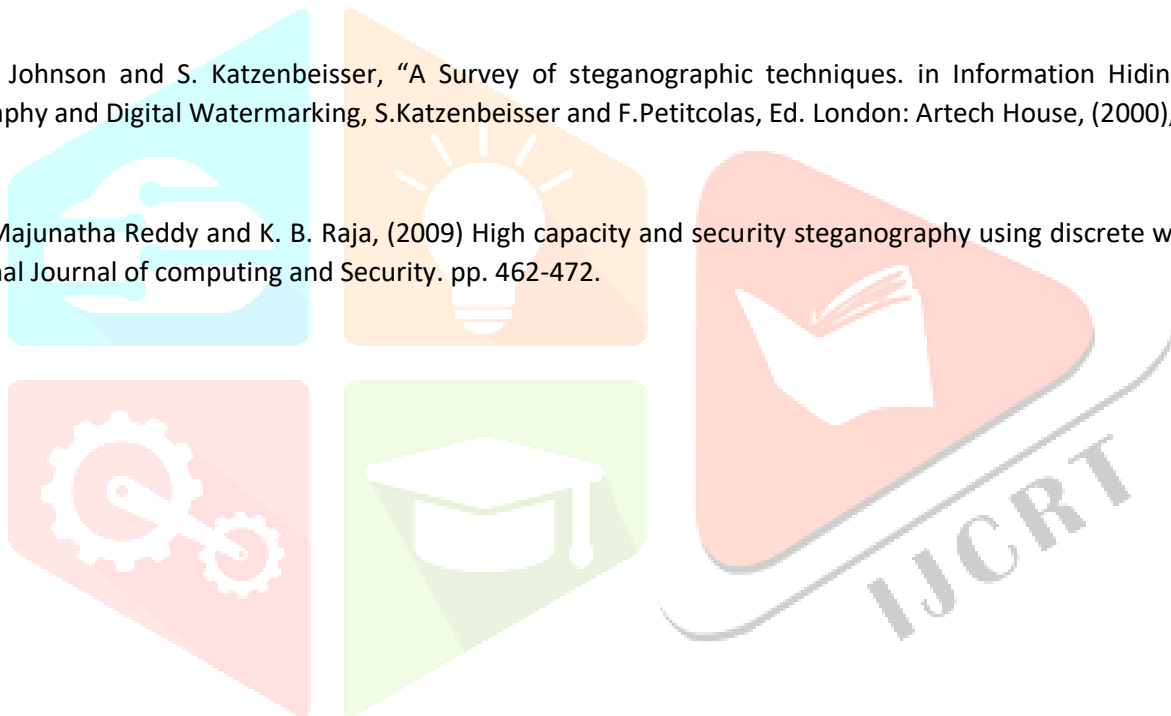 Johnson and S. Katzenbeisser, “A Survey of steganographic techniques. in Information Hidin
aphy and Digital Watermarking, S.Katzenbeisser and F.Petitcolas, Ed. London: Artech House, (2000),
Majunatha Reddy and K. B. Raja, (2009) High capacity and security steganography using discrete w
nal Journal of computing and Security. pp. 462-472.
IJCRT